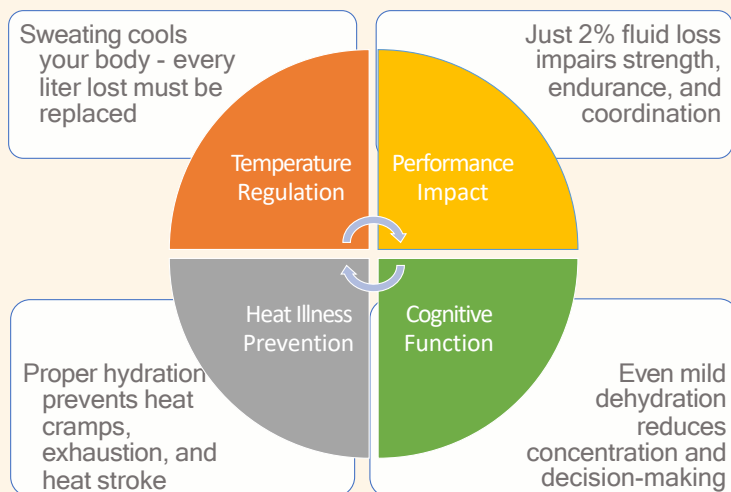 Sweating cools
your body - every
liter lost must be
replaced
Just 2% fluid loss
impairs strength,
endurance, and
coordination
Temperature
Regulation
Performance
Impact
Heat Illness
Prevention
Cognitive
Function
Proper hydration
prevents heat
cramps,
exhaustion, and
heat stroke
Even mild
dehydration
reduces
concentration and
decision-making